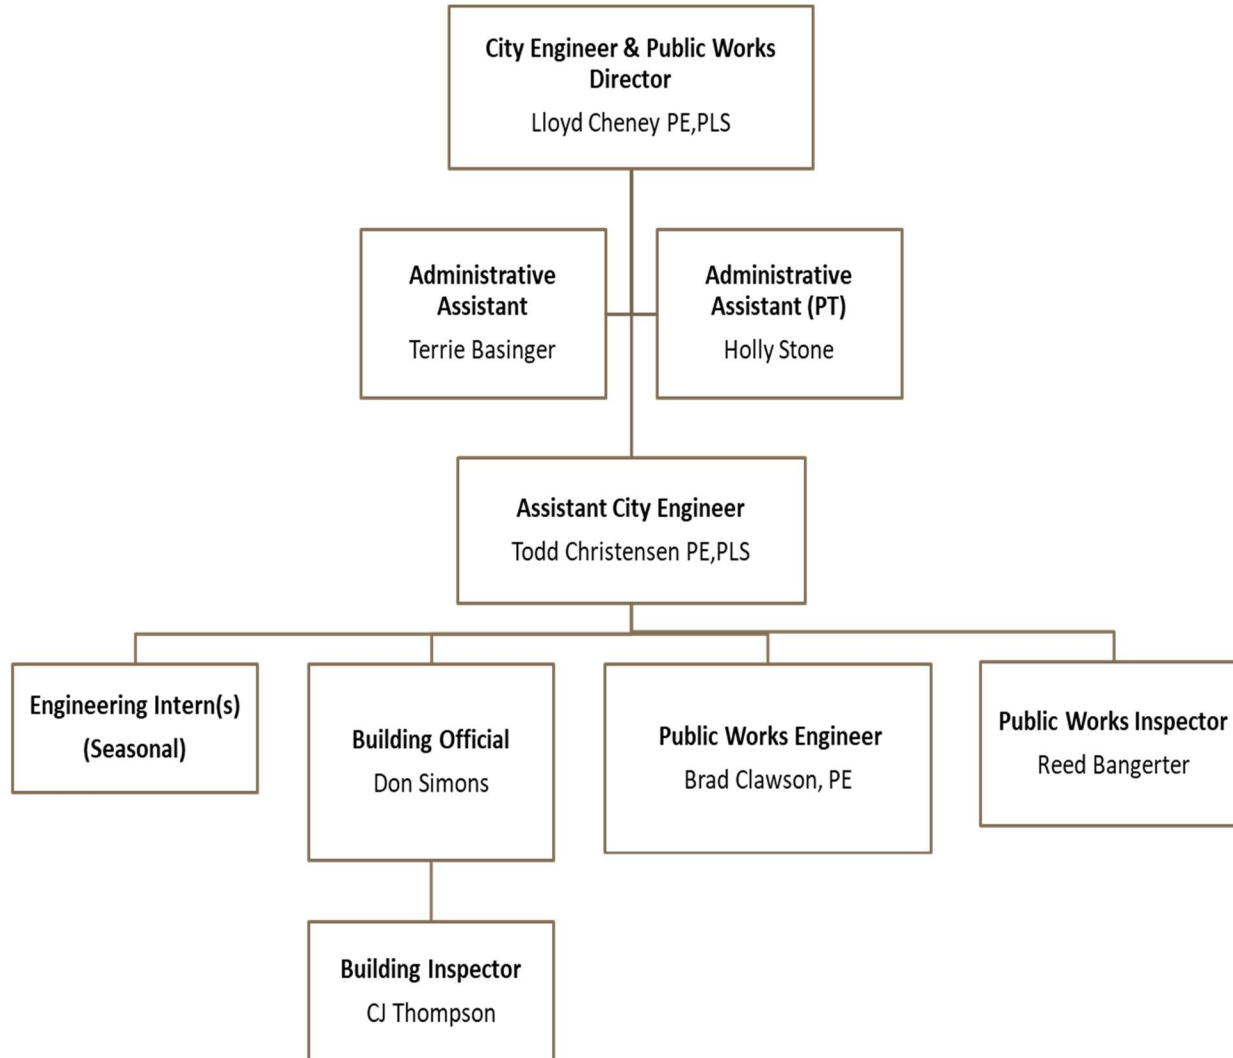 City Engineer & Public Works
Director
Lloyd Cheney PE,PLS
Administrative
Assistant
Terrie Basinger
Administrative
Assistant (PT)
Holly Stone
Assistant City Engineer
Todd Christensen PE,PLS
Engineering Intern(s)
(Seasonal)
Building Official
Don Simons
Public Works Engineer
Brad Clawson, PE
Public Works Inspector
Reed Bangerter
Building Inspector
CJ Thompson